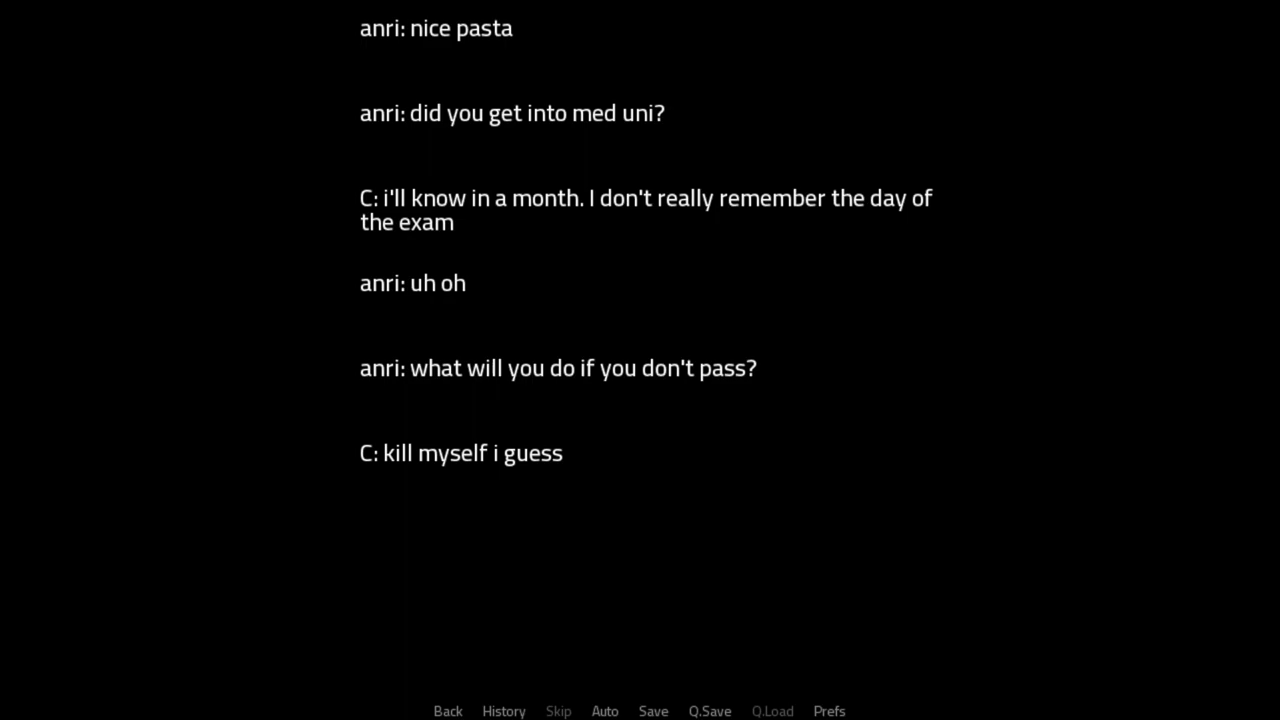 anri: nice pasta
anri: did you get into med uni?
C: i'll know in a month. I don't really remember the day of
the exam
anri: uh oh
anri: what will you do if you don't pass?
C: kill myself i guess
Back History Skip Auto Save Q.Save Q.Load Prefs